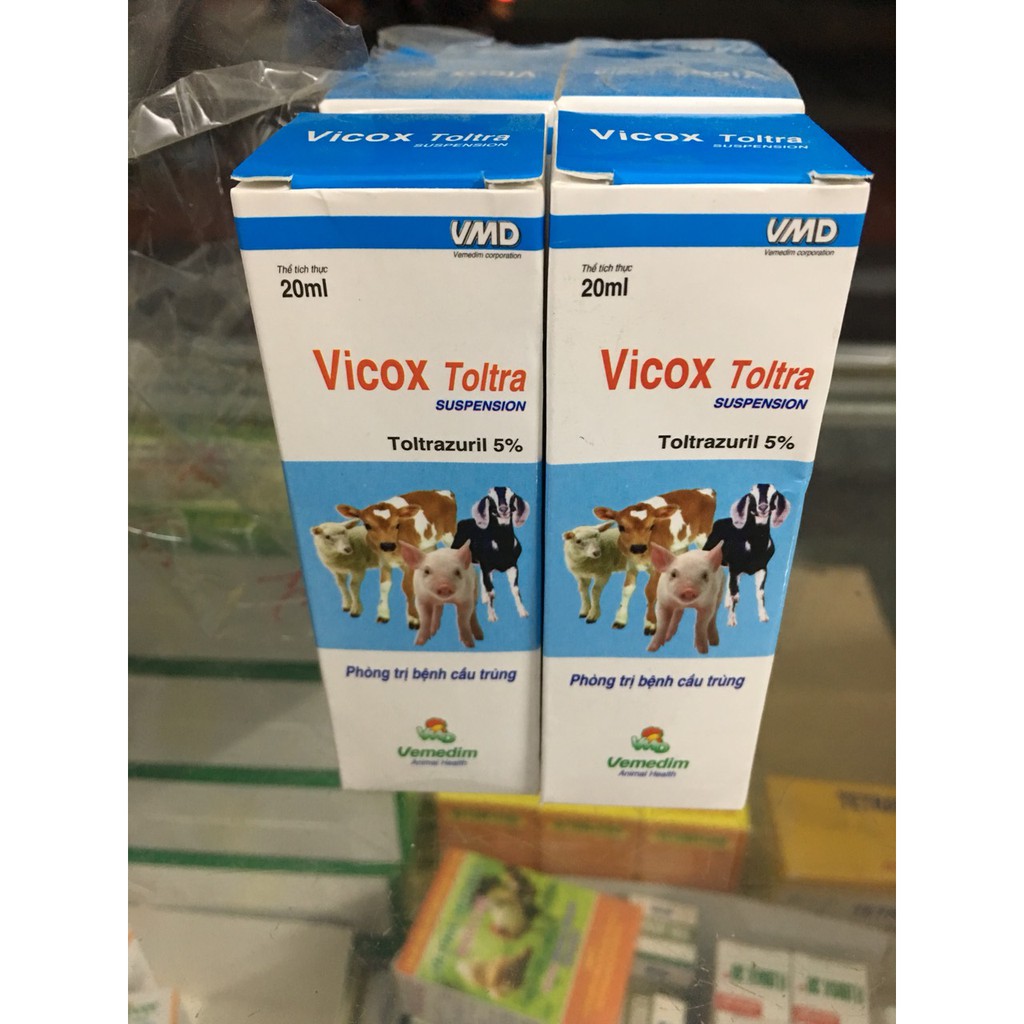 Vicox Toltra
SUSPENSION
VMD
Vemedim corporation
Thể tích thực
20ml
Vicox Toltra
SUSPENSION
Toltrazuril 5%
Phòng trị bệnh cầu trùng
Vemedim
Animal Health
Vicox Toltra
SUSPENSION
VMD
Vemedim corporation
Thể tích thực
20ml
Vicox Toltra
SUSPENSION
Toltrazuril 5%
Phòng trị bệnh cầu trùng
Vemedim
Animal Health